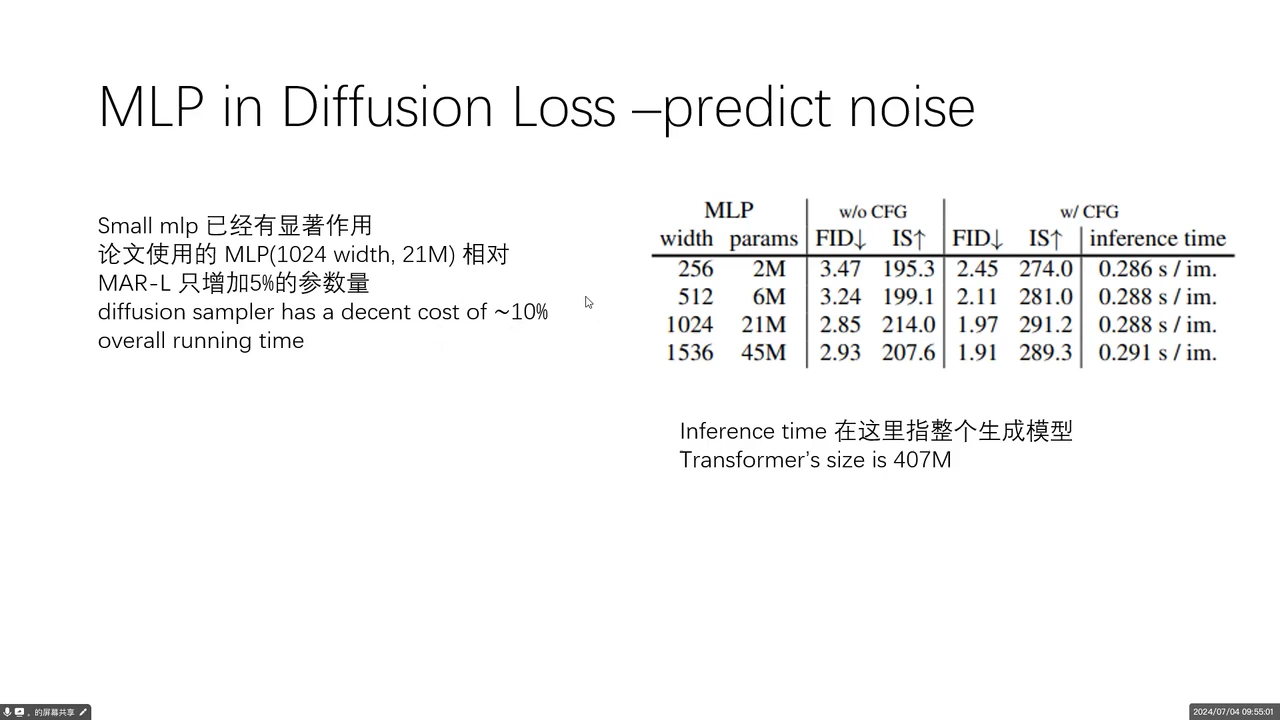 MLP in Diffusion Loss –predict noise
Small mlp 已经有显著作用
论文使用的 MLP(1024 width, 21M) 相对
MAR-L 只增加5%的参数量
diffusion sampler has a decent cost of ~10%
overall running time
MLP w/o CFG w/ CFG
width params FID↓ IS↑ FID↓ IS↑ inference time
256 2M 3.47 195.3 2.45 274.0 0.286 s / im.
512 6M 3.24 199.1 2.11 281.0 0.288 s / im.
1024 21M 2.85 214.0 1.97 291.2 0.288 s / im.
1536 45M 2.93 207.6 1.91 289.3 0.291 s / im.
Inference time 在这里指整个生成模型
Transformer's size is 407M
。的屏幕共享
2024/07/04 09:55:01